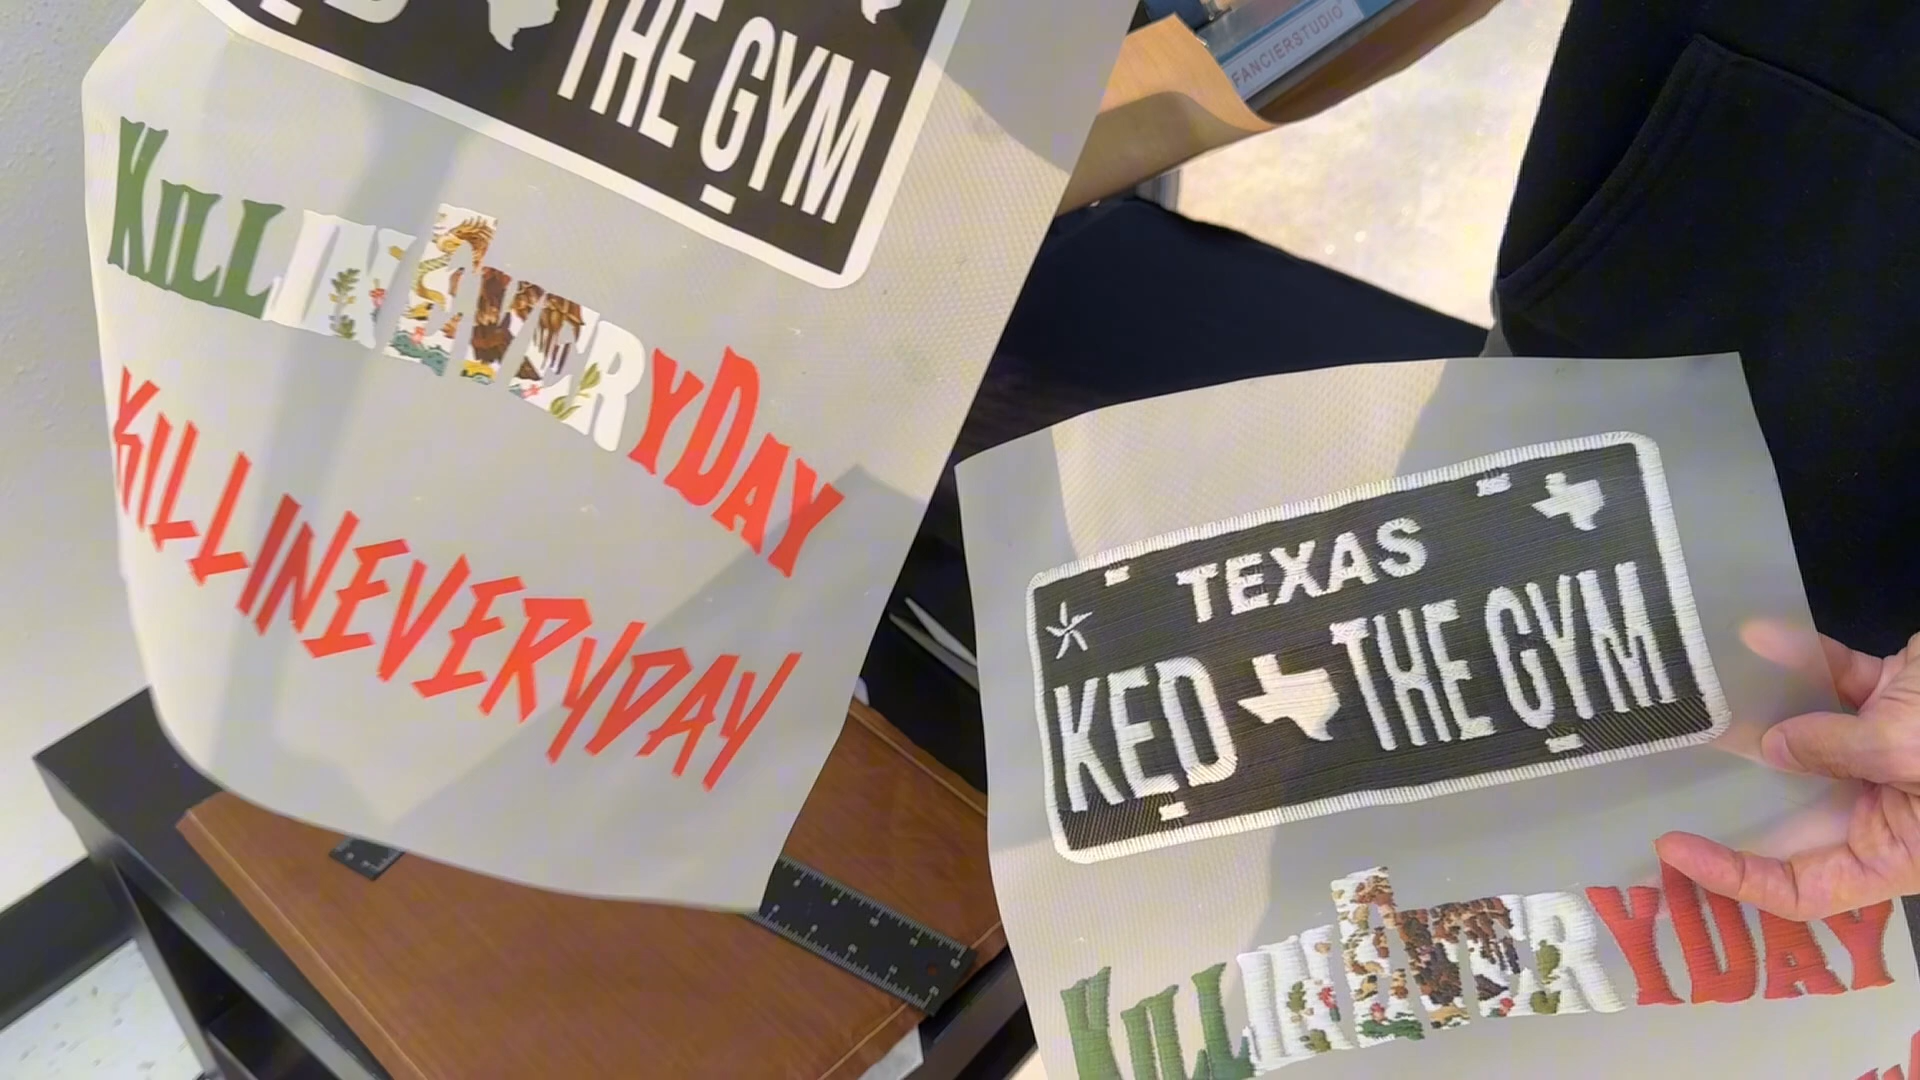 THE GYM
KILLINEVERYDAY
KILLINEVERYDAY
FANCIERSTUDIO
TEXAS
KED THE GYM
KILLINEVERYDAY